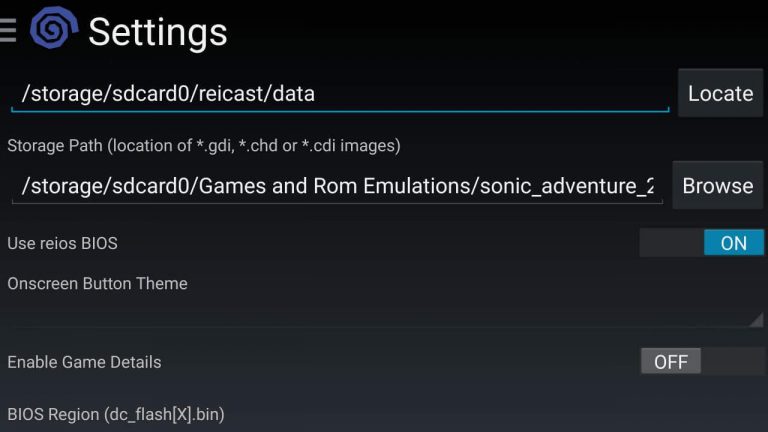 Settings
/storage/sdcard0/reicast/data
Locate
Storage Path (location of *.gdi, *.chd or *.cdi images)
/storage/sdcard0/Games and Rom Emulations/sonic_adventure_2
Browse
Use reios BIOS
ON
Onscreen Button Theme
Enable Game Details
OFF
BIOS Region (dc_flash[X].bin)